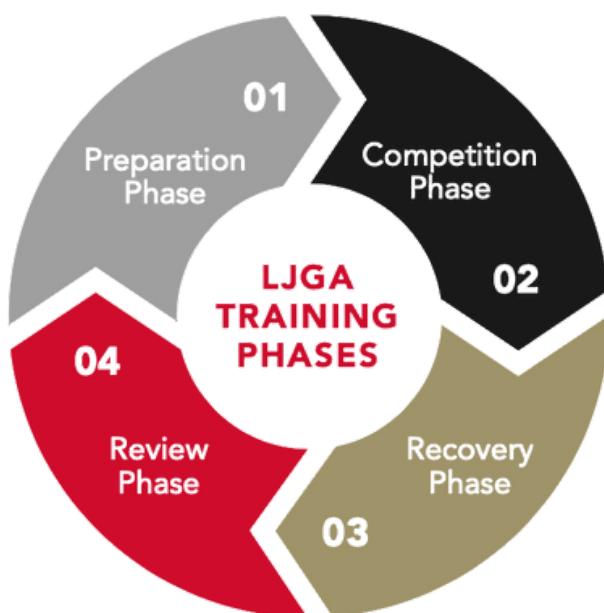 01
Preparation
Phase
Competition
Phase
02
LJGA
TRAINING
PHASES
Recovery
Phase
03
04
Review
Phase